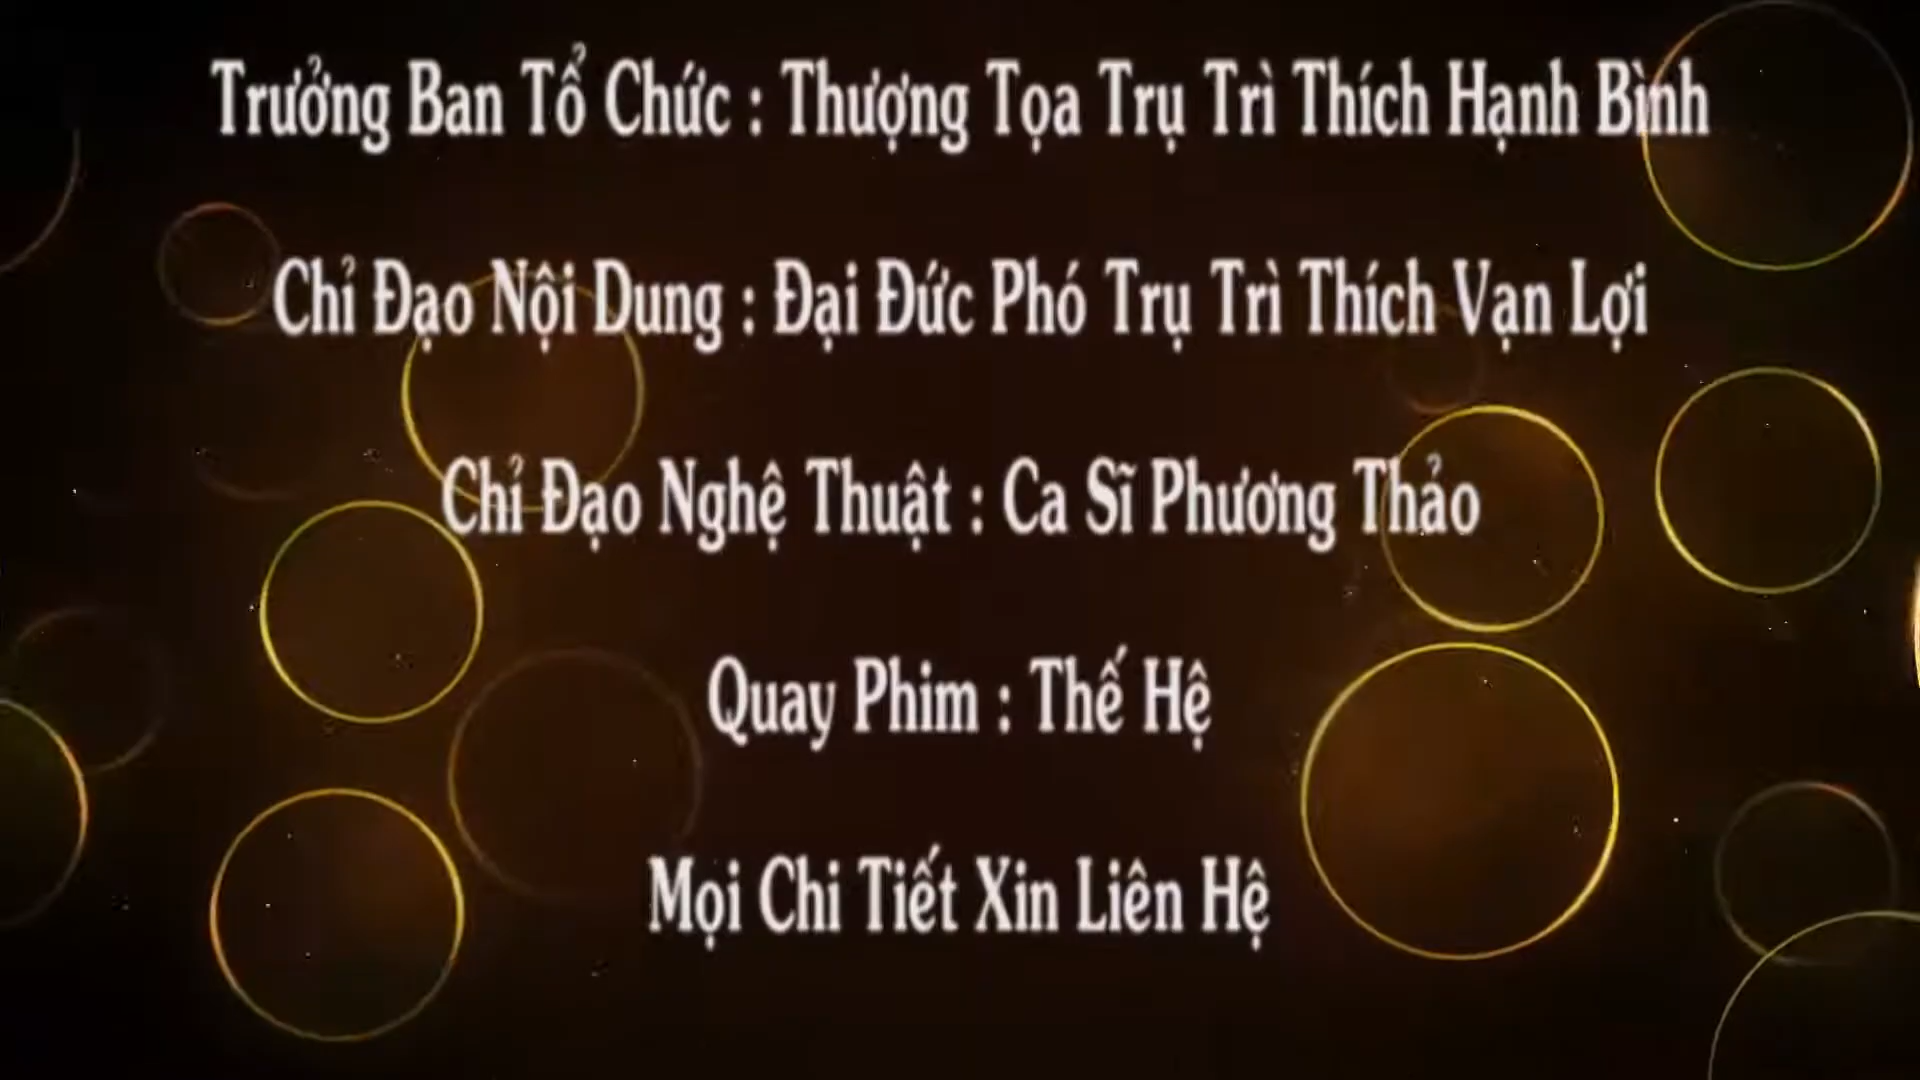 Trưởng Ban Tổ Chức : Thượng Tọa Trụ Trì Thích Hạnh Bình
Chỉ Đạo Nội Dung : Đại Đức Phó Trụ Trì Thích Vạn Lợi
Chỉ Đạo Nghệ Thuật : Ca Sĩ Phương Thảo
Quay Phim : Thế Hệ
Mọi Chi Tiết Xin Liên Hệ